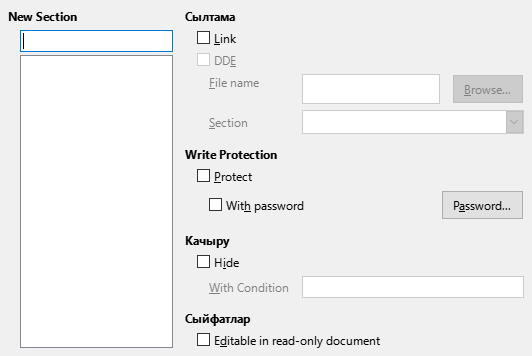 New Section
Сылтама
Link
DDE
File name
Browse...
Section
Write Protection
Protect
With password
Password...
Качыру
Hide
With Condition
Сыйфатлар
Editable in read-only document